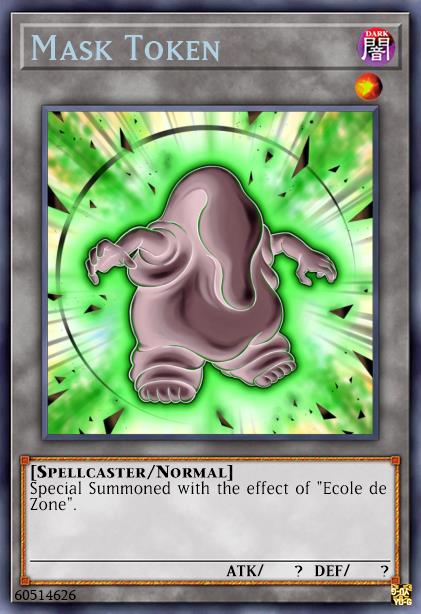 MASK TOKEN
DARK
闇
[SPELLCASTER/NORMAL]
Special Summoned with the effect of "Ecole de
Zone".
ATK/ ? DEF/ ?
60514626